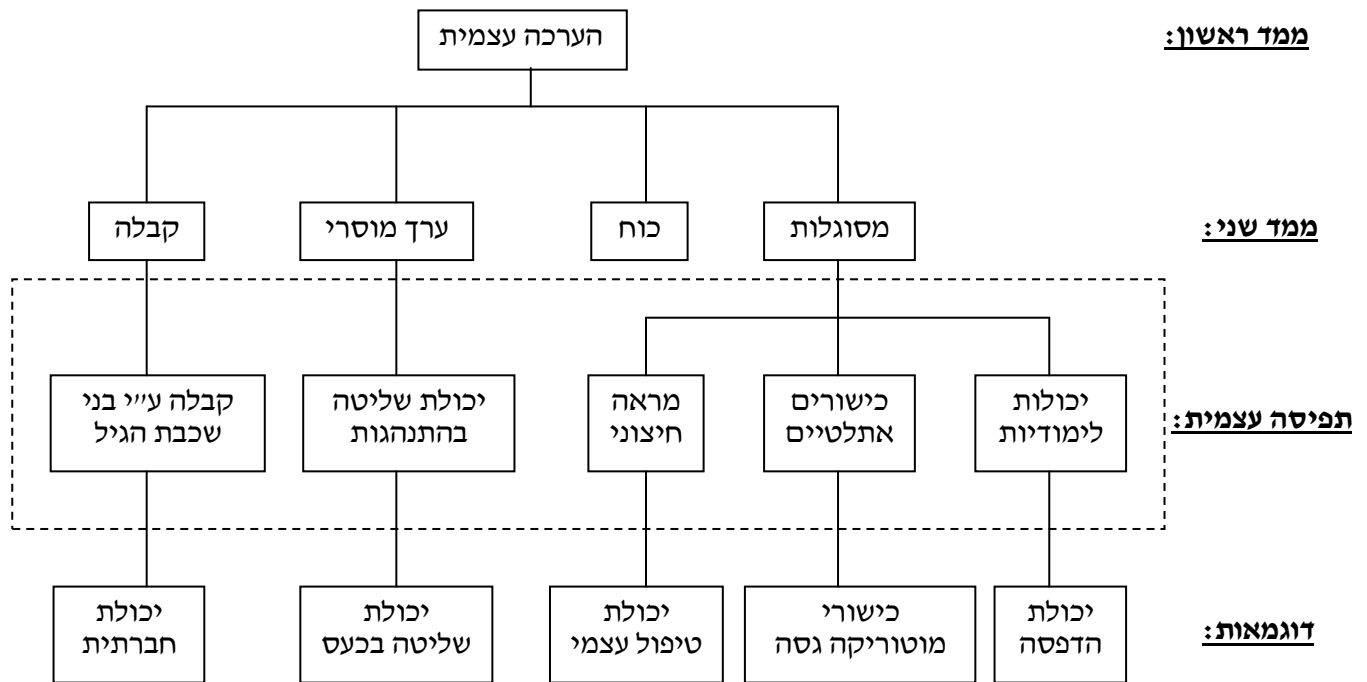 ממד ראשון:
הערכה עצמית
ממד שני:
מסוגלות
כוח
ערך מוסרי
קבלה
תפיסה עצמית:
יכולות
לימודיות
כישורים
אתלטיים
מראה
חיצוני
יכולת שליטה
בהתנהגות
קבלה ע״י בני
שכבת הגיל
דוגמאות:
יכולת
הדפסה
כישורי
מוטוריקה גסה
יכולת
טיפול עצמי
יכולת
שליטה בכעס
יכולת
חברתית